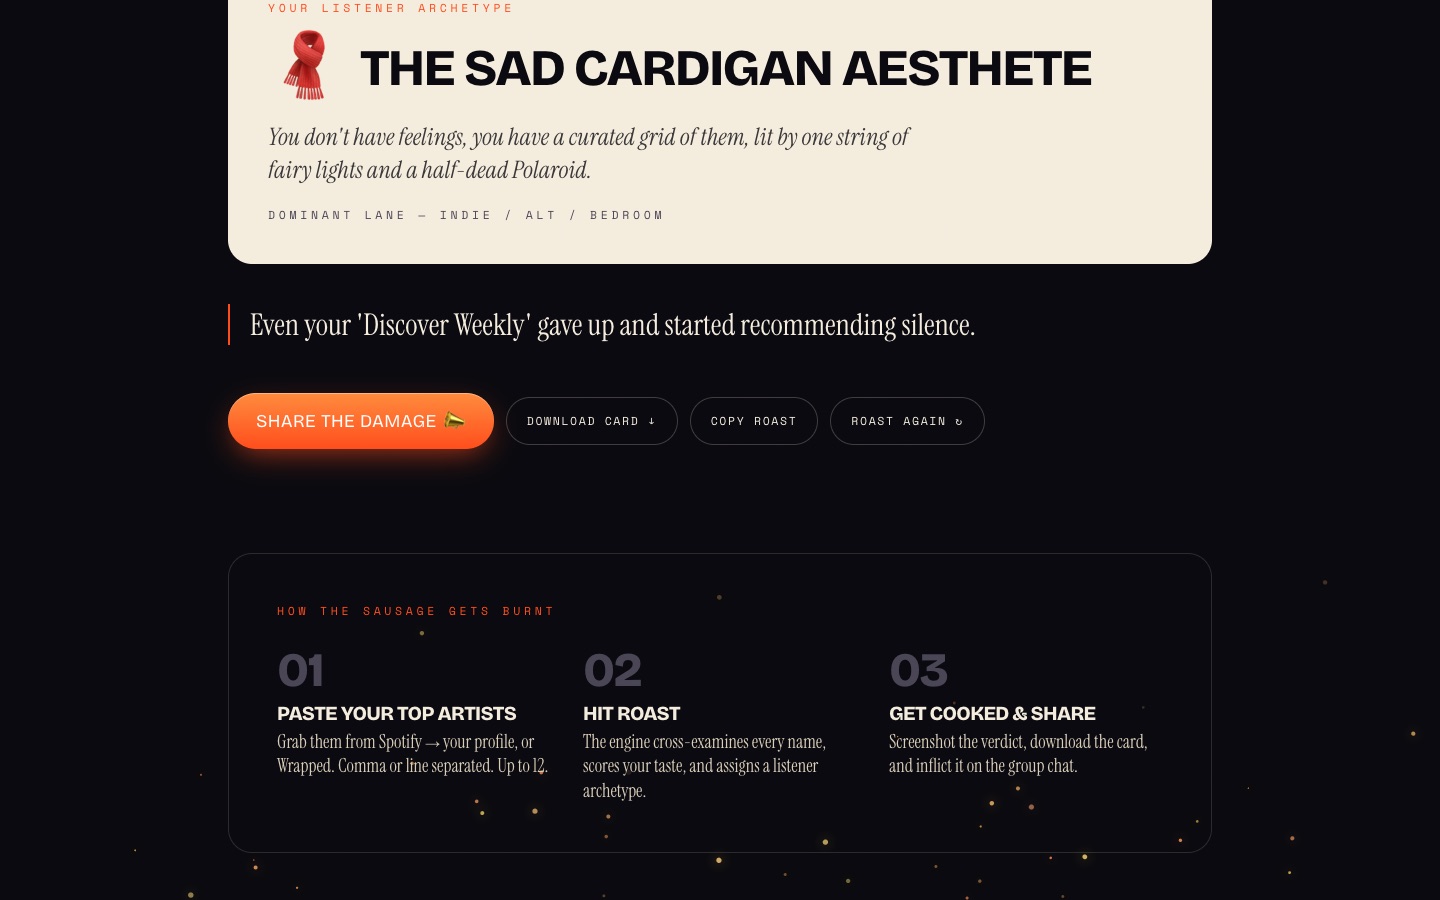 YOUR LISTENER ARCHETYPE
THE SAD CARDIGAN AESTHETE
You don't have feelings, you have a curated grid of them, lit by one string of
fairy lights and a half-dead Polaroid.
DOMINANT LANE — INDIE / ALT / BEDROOM
Even your 'Discover Weekly' gave up and started recommending silence.
SHARE THE DAMAGE
DOWNLOAD CARD ↓
COPY ROAST
ROAST AGAIN ↻
HOW THE SAUSAGE GETS BURNT
01
02
03
PASTE YOUR TOP ARTISTS
HIT ROAST
GET COOKED & SHARE
Grab them from Spotify → your profile, or
Wrapped. Comma or line separated. Up to 12.
The engine cross-examines every name,
scores your taste, and assigns a listener
archetype.
Screenshot the verdict, download the card,
and inflict it on the group chat.